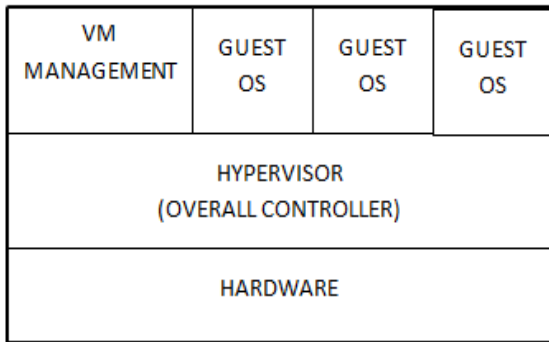 VM
MANAGEMENT
GUEST
OS
GUEST
OS
GUEST
OS
HYPERVISOR
(OVERALL CONTROLLER)
HARDWARE